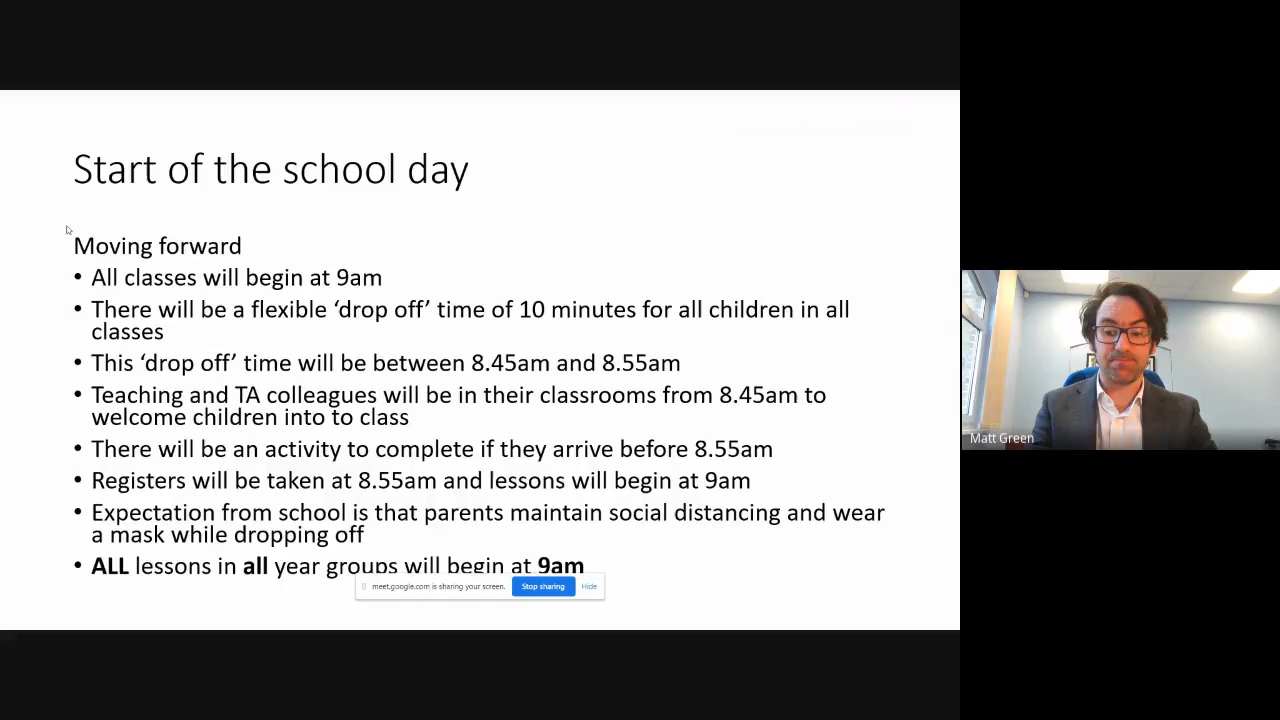 Start of the school day
Moving forward
• All classes will begin at 9am
• There will be a flexible ‘drop off’ time of 10 minutes for all children in all
classes
• This ‘drop off’ time will be between 8.45am and 8.55am
• Teaching and TA colleagues will be in their classrooms from 8.45am to
welcome children into to class
• There will be an activity to complete if they arrive before 8.55am
• Registers will be taken at 8.55am and lessons will begin at 9am
• Expectation from school is that parents maintain social distancing and wear
a mask while dropping off
• ALL lessons in all year groups will begin at 9am
meet.google.com is sharing your screen. Stop sharing Hide
Matt Green